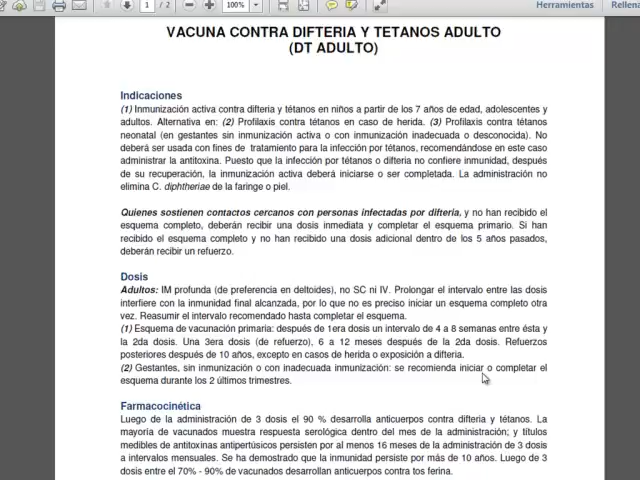 1 / 2
100%
Herramientas
VACUNA CONTRA DIFTERIA Y TETANOS ADULTO
(DT ADULTO)
Indicaciones
(1) Inmunización activa contra difteria y tétanos en niños a partir de los 7 años de edad, adolescentes y
adultos. Alternativa en: (2) Profilaxis contra tétanos en caso de herida. (3) Profilaxis contra tétanos
neonatal (en gestantes sin inmunización activa o con inmunización inadecuada o desconocida). No
deberá ser usada con fines de tratamiento para la infección por tétanos, recomendándose en este caso
administrar la antitoxina. Puesto que la infección por tétanos o difteria no confiere inmunidad, después
de su recuperación, la inmunización activa deberá iniciarse o ser completada. La administración no
elimina C. diphtheriae de la faringe o piel.
Quienes sostienen contactos cercanos con personas infectadas por difteria, y no han recibido el
esquema completo, deberán recibir una dosis inmediata y completar el esquema primario. Si han
recibido el esquema completo y no han recibido una dosis adicional dentro de los 5 años pasados,
deberán recibir un refuerzo.
Dosis
Adultos: IM profunda (de preferencia en deltoides), no SC ni IV. Prolongar el intervalo entre las dosis
interfiere con la inmunidad final alcanzada, por lo que no es preciso iniciar un esquema completo otra
vez. Reasumir el intervalo recomendado hasta completar el esquema.
(1) Esquema de vacunación primaria: después de 1era dosis un intervalo de 4 a 8 semanas entre ésta y
la 2da dosis. Una 3era dosis (de refuerzo), 6 a 12 meses después de la 2da dosis. Refuerzos
posteriores después de 10 años, excepto en casos de herida o exposición a difteria.
(2) Gestantes, sin inmunización o con inadecuada inmunización: se recomienda iniciar o completar el
esquema durante los 2 últimos trimestres.
Farmacocinética
Luego de la administración de 3 dosis el 90 % desarrolla anticuerpos contra difteria y tétanos. La
mayoría de vacunados muestra respuesta serológica dentro del mes de la administración; y títulos
medibles de antitoxinas antipertúsicos persisten por al menos 16 meses de la administración de 3 dosis
a intervalos mensuales. Se ha demostrado que la inmunidad persiste por más de 10 años. Luego de 3
dosis entre el 70% - 90% de vacunados desarrollan anticuerpos contra tos ferina.